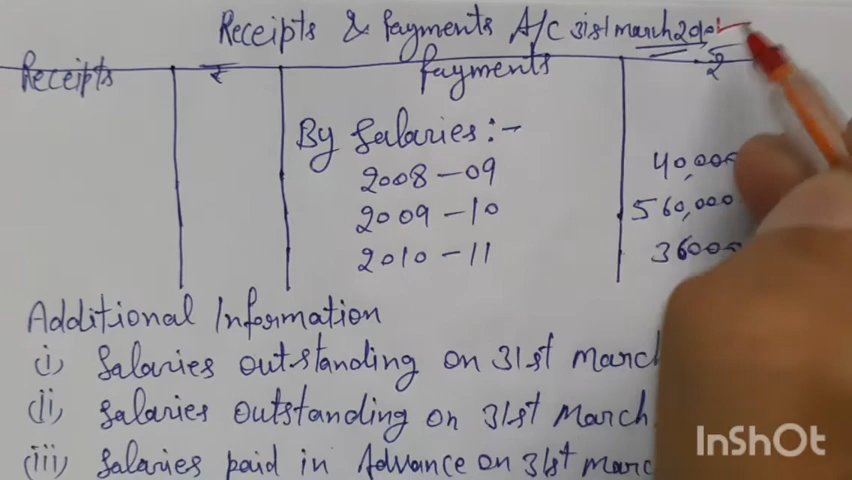 Receipts & Payments A/C 31st march
Receipts ₹ Payments ₹
By Salaries :-
2008-09 40,000
2009-10 560,000
2010-11 36000
Additional Information
(i) Salaries outstanding on 31st march
(ii) Salaries outstanding on 31st March
(iii) Salaries paid in Advance on 31st marc
InShOt